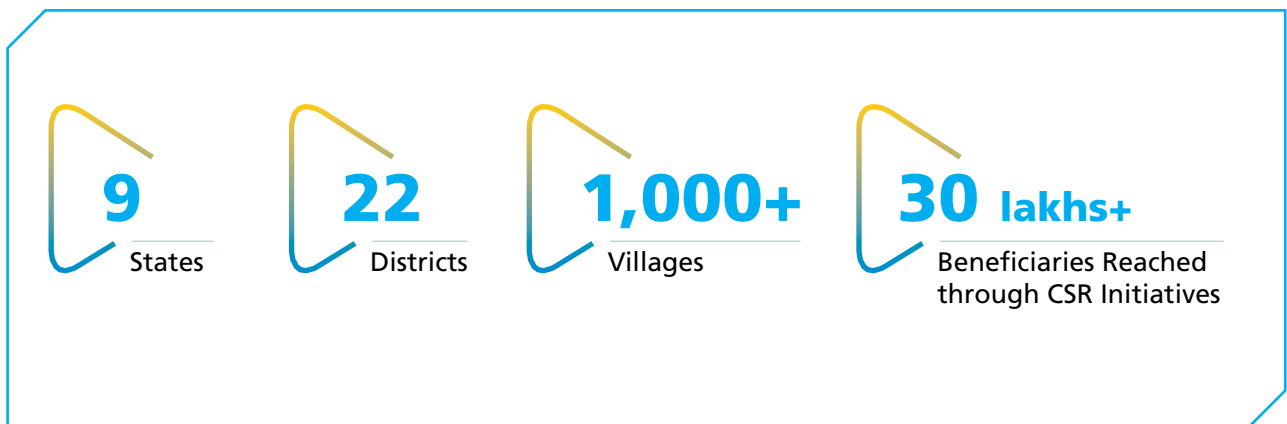 9
States
22
Districts
1,000+
Villages
30 lakhs+
Beneficiaries Reached
through CSR Initiatives